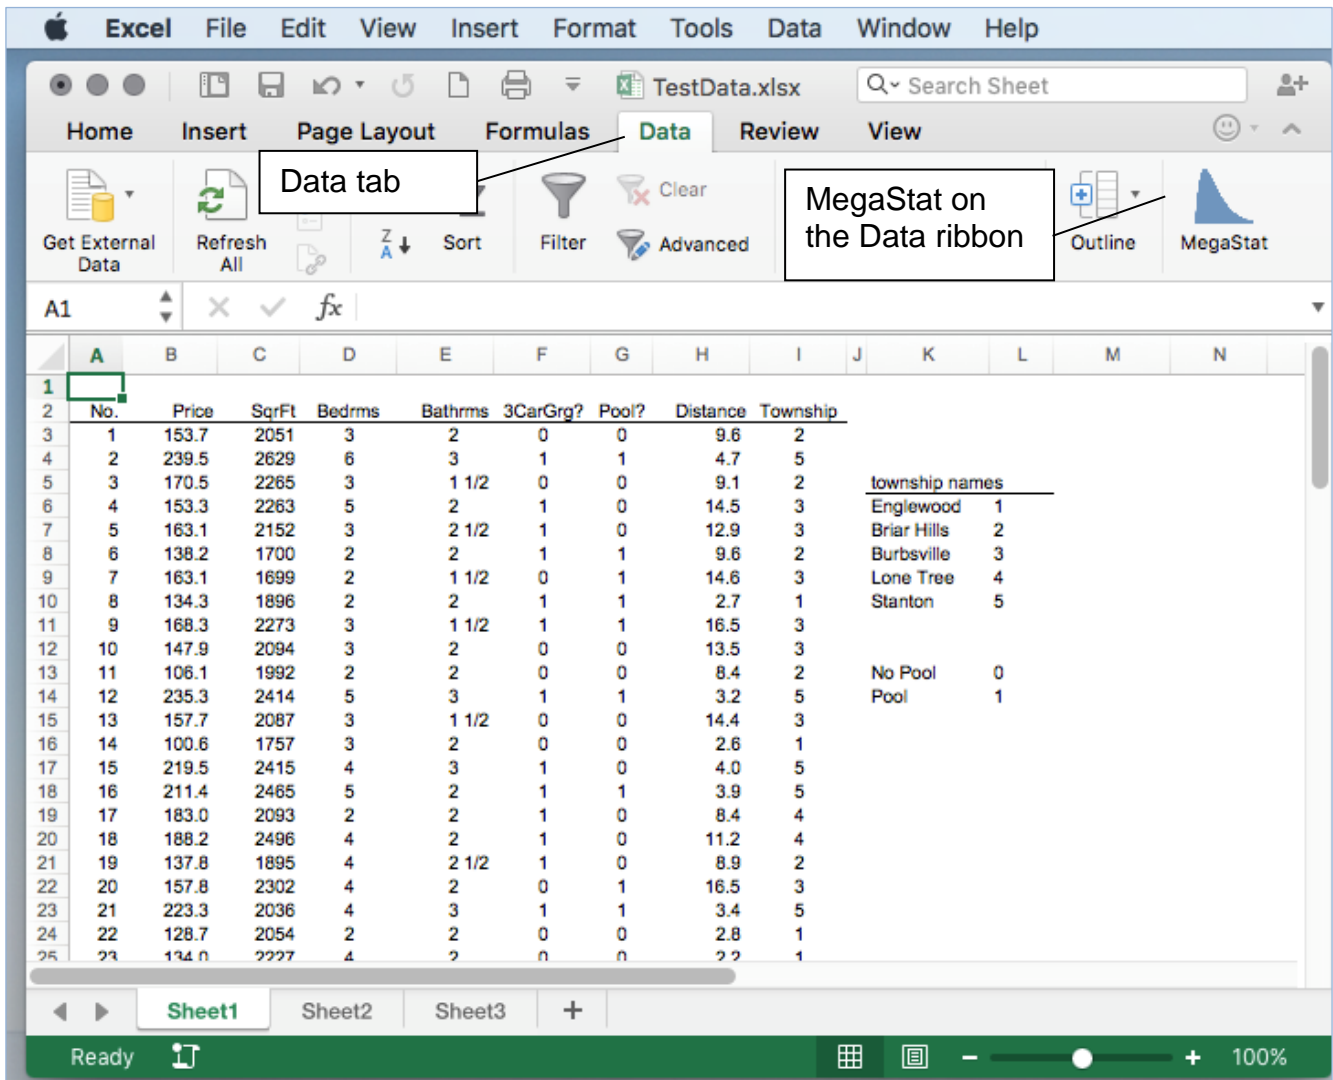 Excel File Edit View Insert Format Tools Data Window Help
TestData.xlsx Search Sheet
Home Insert Page Layout Formulas Data Review View
Data tab
MegaStat on
the Data ribbon
Get External
Data
Refresh
All
Z
A
Sort
Filter
Clear
Advanced
Outline
MegaStat
A1 fx
A B C D E F G H I J K L M N
1
2 No. Price SqrFt Bedrms Bathrms 3CarGrg? Pool? Distance Township
3 1 153.7 2051 3 2 0 0 9.6 2
4 2 239.5 2629 6 3 1 1 4.7 5
5 3 170.5 2265 3 1 1/2 0 0 9.1 2 township names
6 4 153.3 2263 5 2 1 0 14.5 3 Englewood 1
7 5 163.1 2152 3 2 1/2 1 0 12.9 3 Briar Hills 2
8 6 138.2 1700 2 2 1 1 9.6 2 Burbsville 3
9 7 163.1 1699 2 1 1/2 0 1 14.6 3 Lone Tree 4
10 8 134.3 1896 2 2 1 1 2.7 1 Stanton 5
11 9 168.3 2273 3 1 1/2 1 1 16.5 3
12 10 147.9 2094 3 2 0 0 13.5 3
13 11 106.1 1992 2 2 0 0 8.4 2 No Pool 0
14 12 235.3 2414 5 3 1 1 3.2 5 Pool 1
15 13 157.7 2087 3 1 1/2 0 0 14.4 3
16 14 100.6 1757 3 2 0 0 2.6 1
17 15 219.5 2415 4 3 1 0 4.0 5
18 16 211.4 2465 5 2 1 1 3.9 5
19 17 183.0 2093 2 2 1 0 8.4 4
20 18 188.2 2496 4 2 1 0 11.2 4
21 19 137.8 1895 4 2 1/2 1 0 8.9 2
22 20 157.8 2302 4 2 0 1 16.5 3
23 21 223.3 2036 4 3 1 1 3.4 5
24 22 128.7 2054 2 2 0 0 2.8 1
25 23 134.0 2227 4 2 0 0 2.2 1
Sheet1 Sheet2 Sheet3 +
Ready 100%